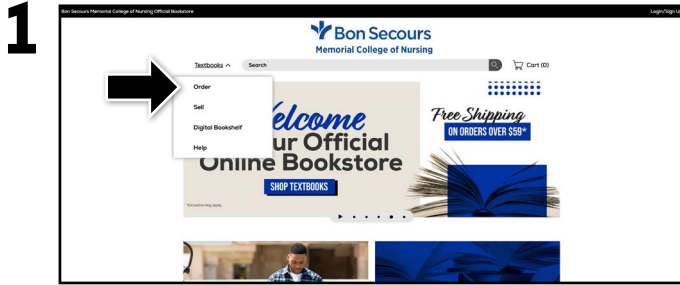 1
Bon Secours Memorial College of Nursing Official Bookstore
Login/Sign U
Bon Secours
Memorial College of Nursing
Textbooks
Search
Cart (0)
Order
Sell
Digital Bookshelf
Help
elcome
ur Official
Online Bookstore
SHOP TEXTBOOKS
Free Shipping
ON ORDERS OVER $59*